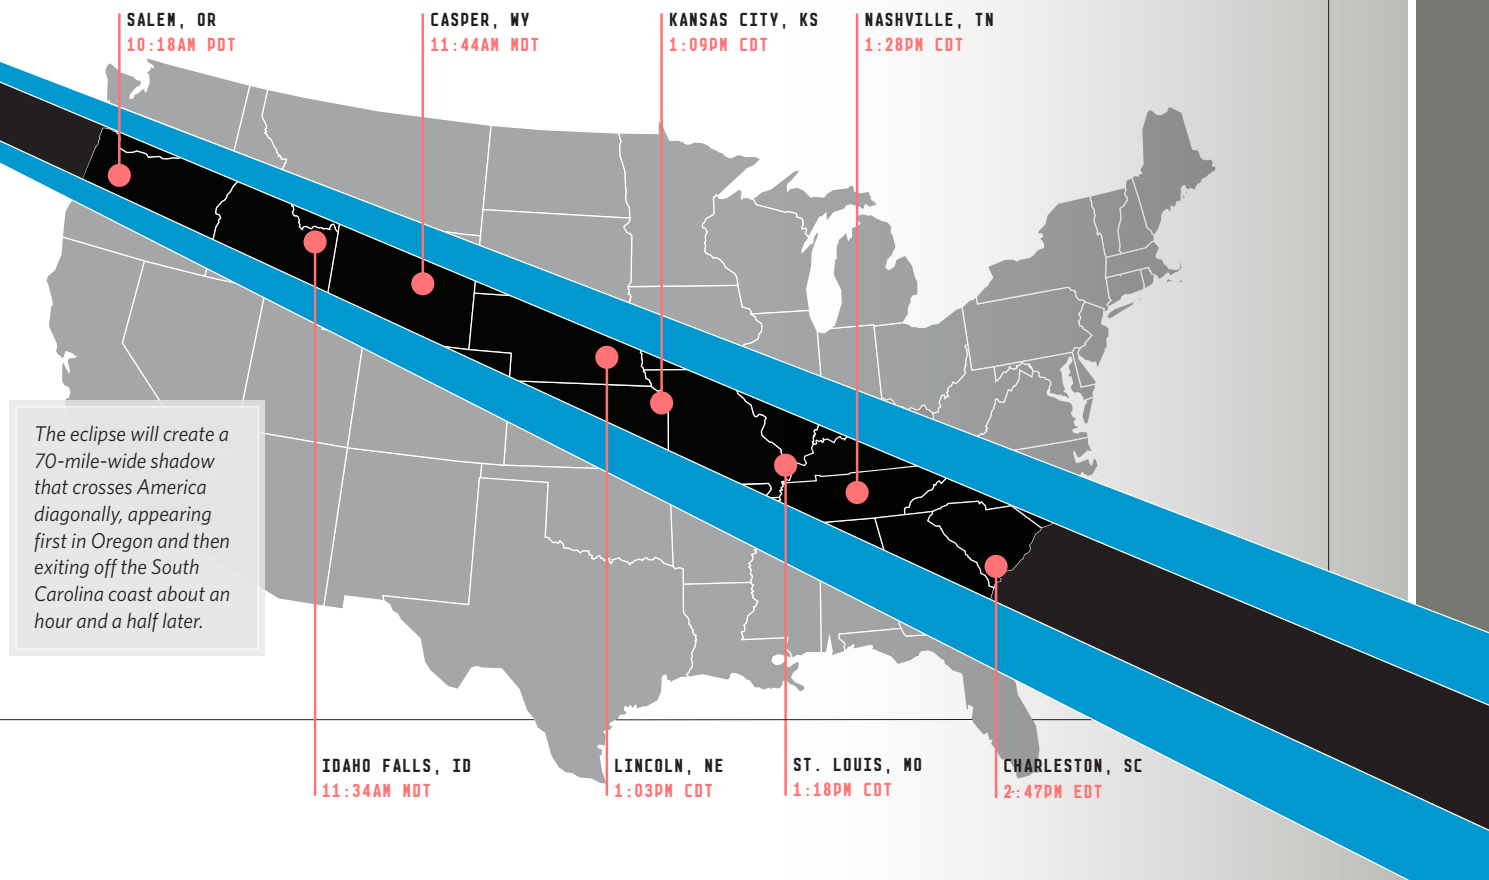 SALEM, OR
10:18AM PDT
CASPER, WY
11:44AM MDT
KANSAS CITY, KS
1:09PM CDT
NASHVILLE, TN
1:28PM CDT
The eclipse will create a
70-mile-wide shadow
that crosses America
diagonally, appearing
first in Oregon and then
exiting off the South
Carolina coast about an
hour and a half later.
IDAHO FALLS, ID
11:34AM MDT
LINCOLN, NE
1:03PM CDT
ST. LOUIS, MO
1:18PM CDT
CHARLESTON, SC
2:47PM EDT